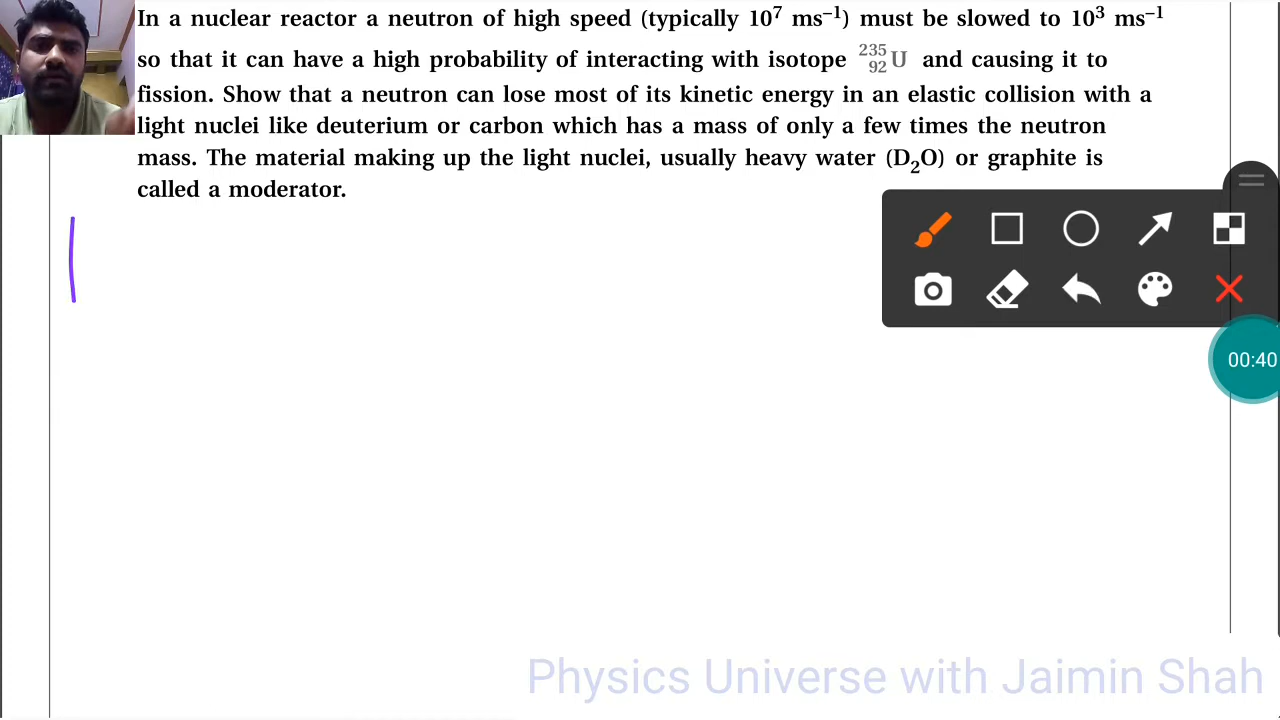 In a nuclear reactor a neutron of high speed (typically 10⁷ ms⁻¹) must be slowed to 10³ ms⁻¹
so that it can have a high probability of interacting with isotope ²³⁵₉₂U and causing it to
fission. Show that a neutron can lose most of its kinetic energy in an elastic collision with a
light nuclei like deuterium or carbon which has a mass of only a few times the neutron
mass. The material making up the light nuclei, usually heavy water (D₂O) or graphite is
called a moderator.
00:40
Physics Universe with Jaimin Shah